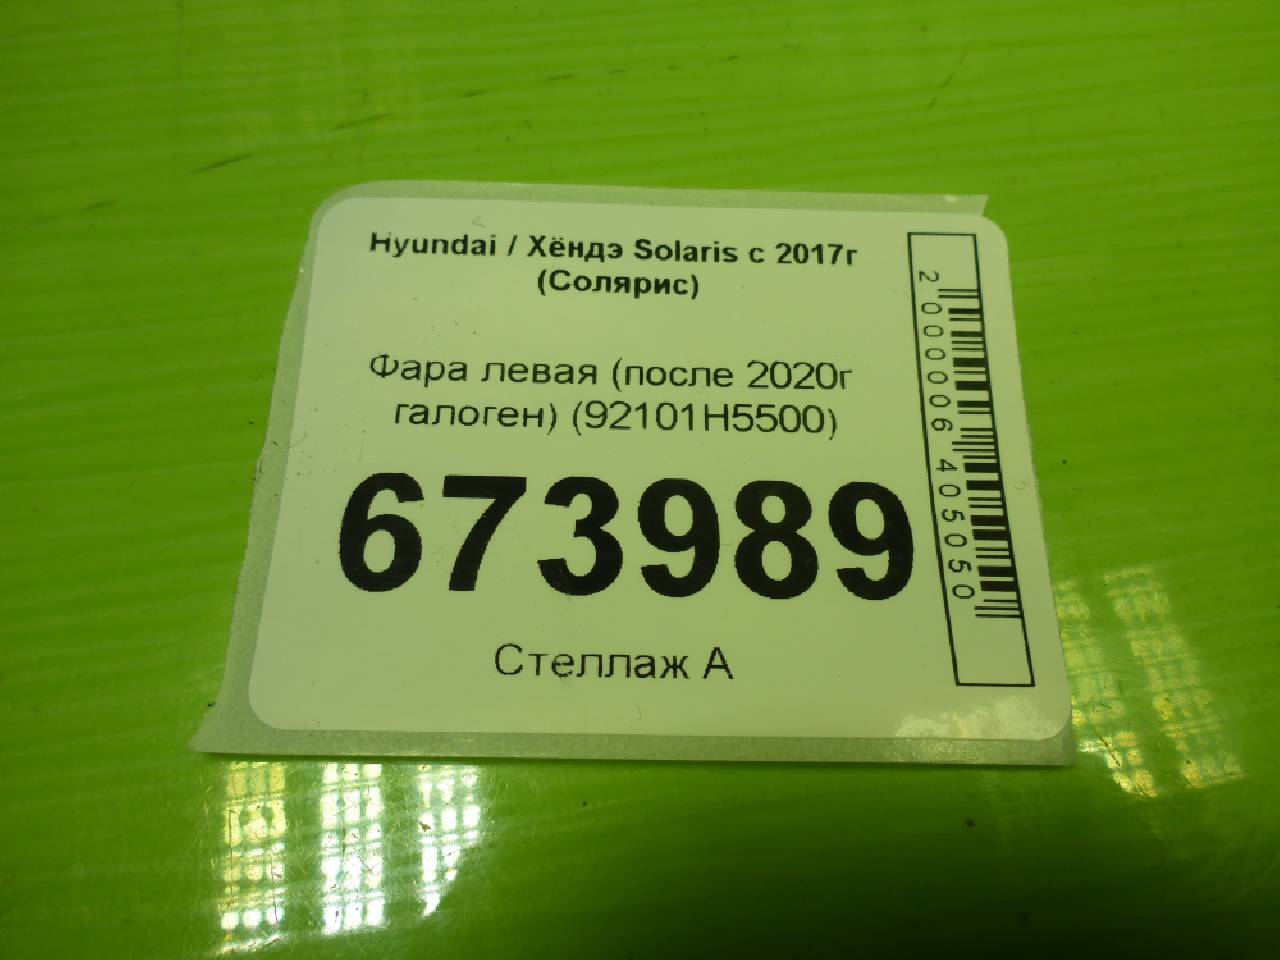 Hyundai / Хёндэ Solaris с 2017г
(Солярис)
Фара левая (после 2020г
галоген) (92101H5500)
673989
Стеллаж А
2000006405050